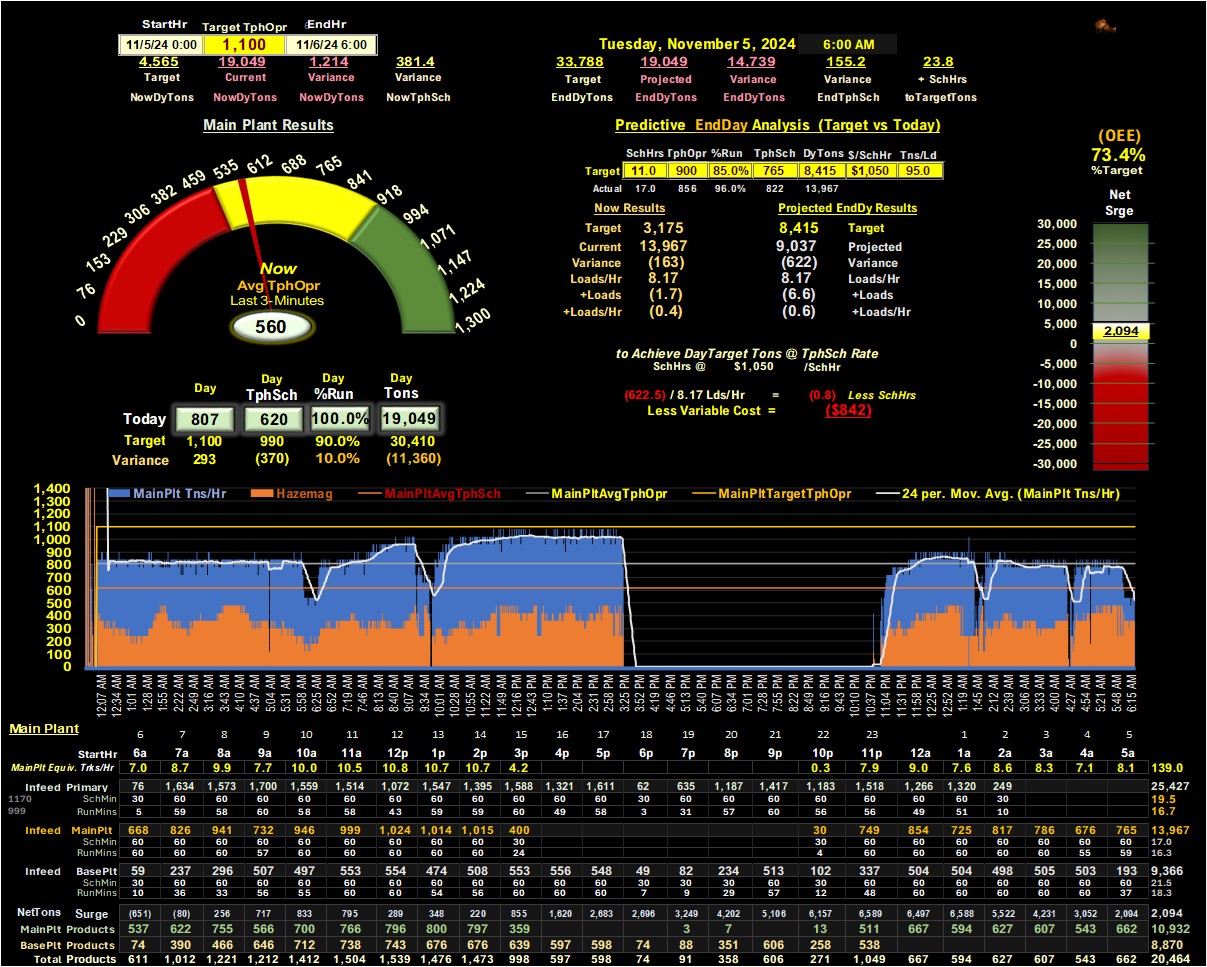 StartHr Target TphOpr EndHr
11/5/24 0:00 1,100 11/6/24 6:00
Tuesday, November 5, 2024 6:00 AM
4,565 19,049 1,214 381.4 33,788 19,049 14,739 155.2 23.8
Target Current Variance Variance Target Projected Variance Variance + SchHrs
NowDyTons NowDyTons NowDyTons NowTphSch EndDyTons EndDyTons EndDyTons EndTphSch toTargetTons
Main Plant Results
Predictive EndDay Analysis (Target vs Today)
(OEE)
73.4%
%Target
SchHrs TphOpr %Run TphSch DyTons $/SchHr Tns/Ld
Target 11.0 900 85.0% 765 8,415 $1,050 95.0
Actual 17.0 856 96.0% 822 13,967
Now Results Projected EndDy Results
Target 3,175 8,415 Target
Current 13,967 9,037 Projected
Variance (163) (622) Variance
Loads/Hr 8.17 8.17 Loads/Hr
+Loads (1.7) (6.6) +Loads
+Loads/Hr (0.4) (0.6) +Loads/Hr
to Achieve DayTarget Tons @ TphSch Rate
SchHrs @ $1,050 /SchHr
(622.5) / 8.17 Lds/Hr = (0.8) Less SchHrs
Less Variable Cost = ($842)
0 76 153 229 306 382 459 535 612 688 765 841 918 994 1,071 1,147 1,224 1,300
Now
Avg TphOpr
Last 3-Minutes
560
Net
Srge
30,000
25,000
20,000
15,000
10,000
5,000
2,094
0
-5,000
-10,000
-15,000
-20,000
-25,000
-30,000
Day Day TphSch Day %Run Day Tons
Today 807 620 100.0% 19,049
Target 1,100 990 90.0% 30,410
Variance 293 (370) 10.0% (11,360)
MainPlt Tns/Hr Hazemag MainPltAvgTphSch MainPltAvgTphOpr MainPltTargetTphOpr 24 per. Mov. Avg. (MainPlt Tns/Hr)
1,400
1,300
1,200
1,100
1,000
900
800
700
600
500
400
300
200
100
0
12:07 AM 12:34 AM 1:01 AM 1:28 AM 1:55 AM 2:22 AM 2:49 AM 3:16 AM 3:43 AM 4:10 AM 4:37 AM 5:04 AM 5:31 AM 5:58 AM 6:25 AM 6:52 AM 7:19 AM 7:46 AM 8:13 AM 8:40 AM 9:07 AM 9:34 AM 10:01 AM 10:28 AM 10:55 AM 11:22 AM 11:49 AM 12:16 PM 12:43 PM 1:10 PM 1:37 PM 2:04 PM 2:31 PM 2:58 PM 3:25 PM 3:52 PM 4:19 PM 4:46 PM 5:13 PM 5:40 PM 6:07 PM 6:34 PM 7:01 PM 7:28 PM 7:55 PM 8:22 PM 8:49 PM 9:16 PM 9:43 PM 10:10 PM 10:37 PM 11:04 PM 11:31 PM 11:58 PM 12:25 AM 12:52 AM 1:19 AM 1:45 AM 2:12 AM 2:39 AM 3:06 AM 3:33 AM 4:00 AM 4:27 AM 4:54 AM 5:21 AM 5:48 AM 6:15 AM
Main Plant
6 7 8 9 10 11 12 13 14 15 16 17 18 19 20 21 22 23 1 2 3 4 5
StartHr 6a 7a 8a 9a 10a 11a 12p 1p 2p 3p 4p 5p 6p 7p 8p 9p 10p 11p 12a 1a 2a 3a 4a 5a
MainPlt Equiv. Trks/Hr 7.0 8.7 9.9 7.7 10.0 10.5 10.8 10.7 10.7 4.2 0.3 7.9 9.0 7.6 8.6 8.3 7.1 8.1 139.0
Infeed Primary 76 1,634 1,573 1,700 1,559 1,514 1,072 1,547 1,395 1,588 1,321 1,611 62 635 1,187 1,417 1,183 1,518 1,266 1,320 249 25,427
1170 SchMin 30 60 60 60 60 60 60 60 60 60 60 60 30 60 60 60 60 60 60 60 30 19.5
999 RunMins 5 59 58 60 58 58 43 59 59 60 49 58 3 31 57 60 56 56 49 51 10 16.7
Infeed MainPlt 668 826 941 732 946 999 1,024 1,014 1,015 400 30 749 854 725 817 786 676 765 13,967
SchMin 60 60 60 60 60 60 60 60 60 30 30 60 60 60 60 60 60 60 17.0
RunMins 60 60 60 57 60 60 60 60 60 24 4 60 60 60 60 60 55 59 16.3
Infeed BasePlt 59 237 296 507 497 553 554 474 508 553 556 548 49 82 234 513 102 337 504 504 498 505 503 193 9,366
SchMin 30 60 60 60 60 60 60 60 60 60 60 60 30 30 60 60 30 60 60 60 60 60 60 60 21.5
RunMins 10 36 33 56 55 60 60 54 56 60 60 60 7 9 29 57 12 48 60 60 60 60 60 37 18.3
NetTons Surge (651) (80) 256 717 833 795 289 348 220 855 1,620 2,683 2,696 3,249 4,202 5,106 6,157 6,589 6,497 6,588 5,522 4,231 3,052 2,094 2,094
MainPlt Products 537 622 755 566 700 766 796 800 797 359 3 7 13 511 667 594 627 607 543 662 10,932
BasePlt Products 74 390 466 646 712 738 743 676 676 639 597 598 74 88 351 606 258 538 8,870
Total Products 611 1,012 1,221 1,212 1,412 1,504 1,539 1,476 1,473 998 597 598 74 91 358 606 271 1,049 667 594 627 607 543 662 20,464